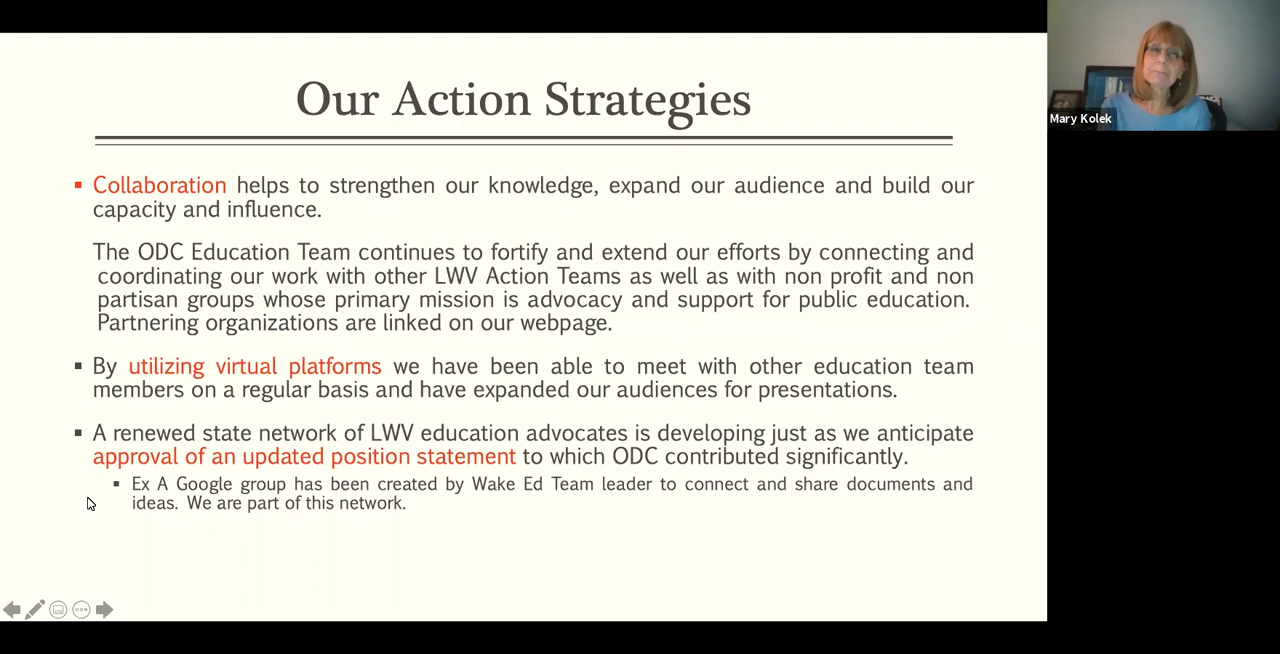 Our Action Strategies
Mary Kolek
▪ Collaboration helps to strengthen our knowledge, expand our audience and build our
capacity and influence.
The ODC Education Team continues to fortify and extend our efforts by connecting and
coordinating our work with other LWV Action Teams as well as with non profit and non
partisan groups whose primary mission is advocacy and support for public education.
Partnering organizations are linked on our webpage.
▪ By utilizing virtual platforms we have been able to meet with other education team
members on a regular basis and have expanded our audiences for presentations.
▪ A renewed state network of LWV education advocates is developing just as we anticipate
approval of an updated position statement to which ODC contributed significantly.
▪ Ex A Google group has been created by Wake Ed Team leader to connect and share documents and
ideas. We are part of this network.